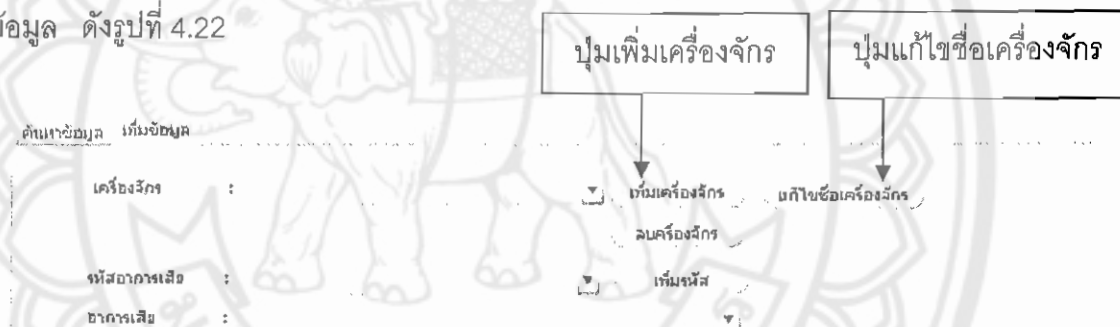 ข้อมูล ดังรูปที่ 4.22
ปุ่มเพิ่มเครื่องจักร ปุ่มแก้ไขชื่อเครื่องจักร
ค้นหาข้อมูล เพิ่มข้อมูล
เครื่องจักร : เพิ่มเครื่องจักร แก้ไขชื่อเครื่องจักร
ลบเครื่องจักร
รหัสอาการเสีย : เพิ่มรหัส
อาการเสีย :